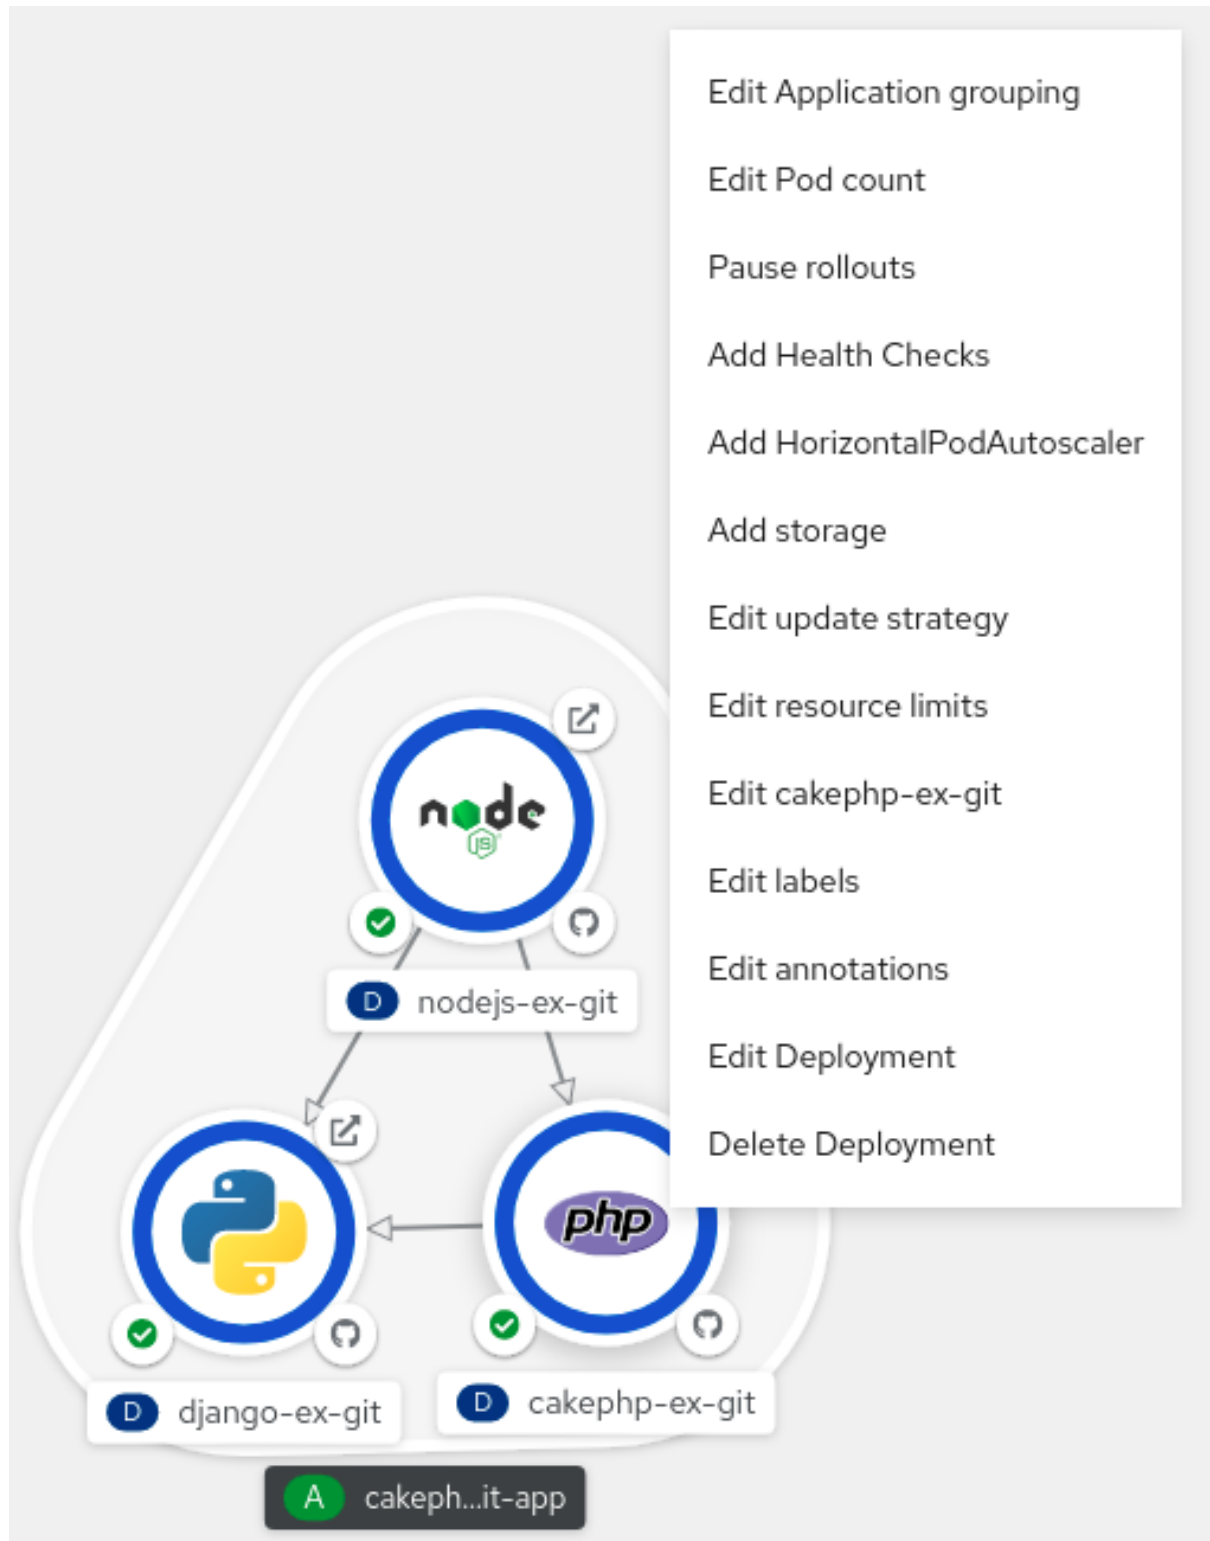 Edit Application grouping
Edit Pod count
Pause rollouts
Add Health Checks
Add HorizontalPodAutoscaler
Add storage
Edit update strategy
Edit resource limits
Edit cakephp-ex-git
Edit labels
Edit annotations
Edit Deployment
Delete Deployment
node
JS
D nodejs-ex-git
php
D django-ex-git
D cakephp-ex-git
A cakeph...it-app